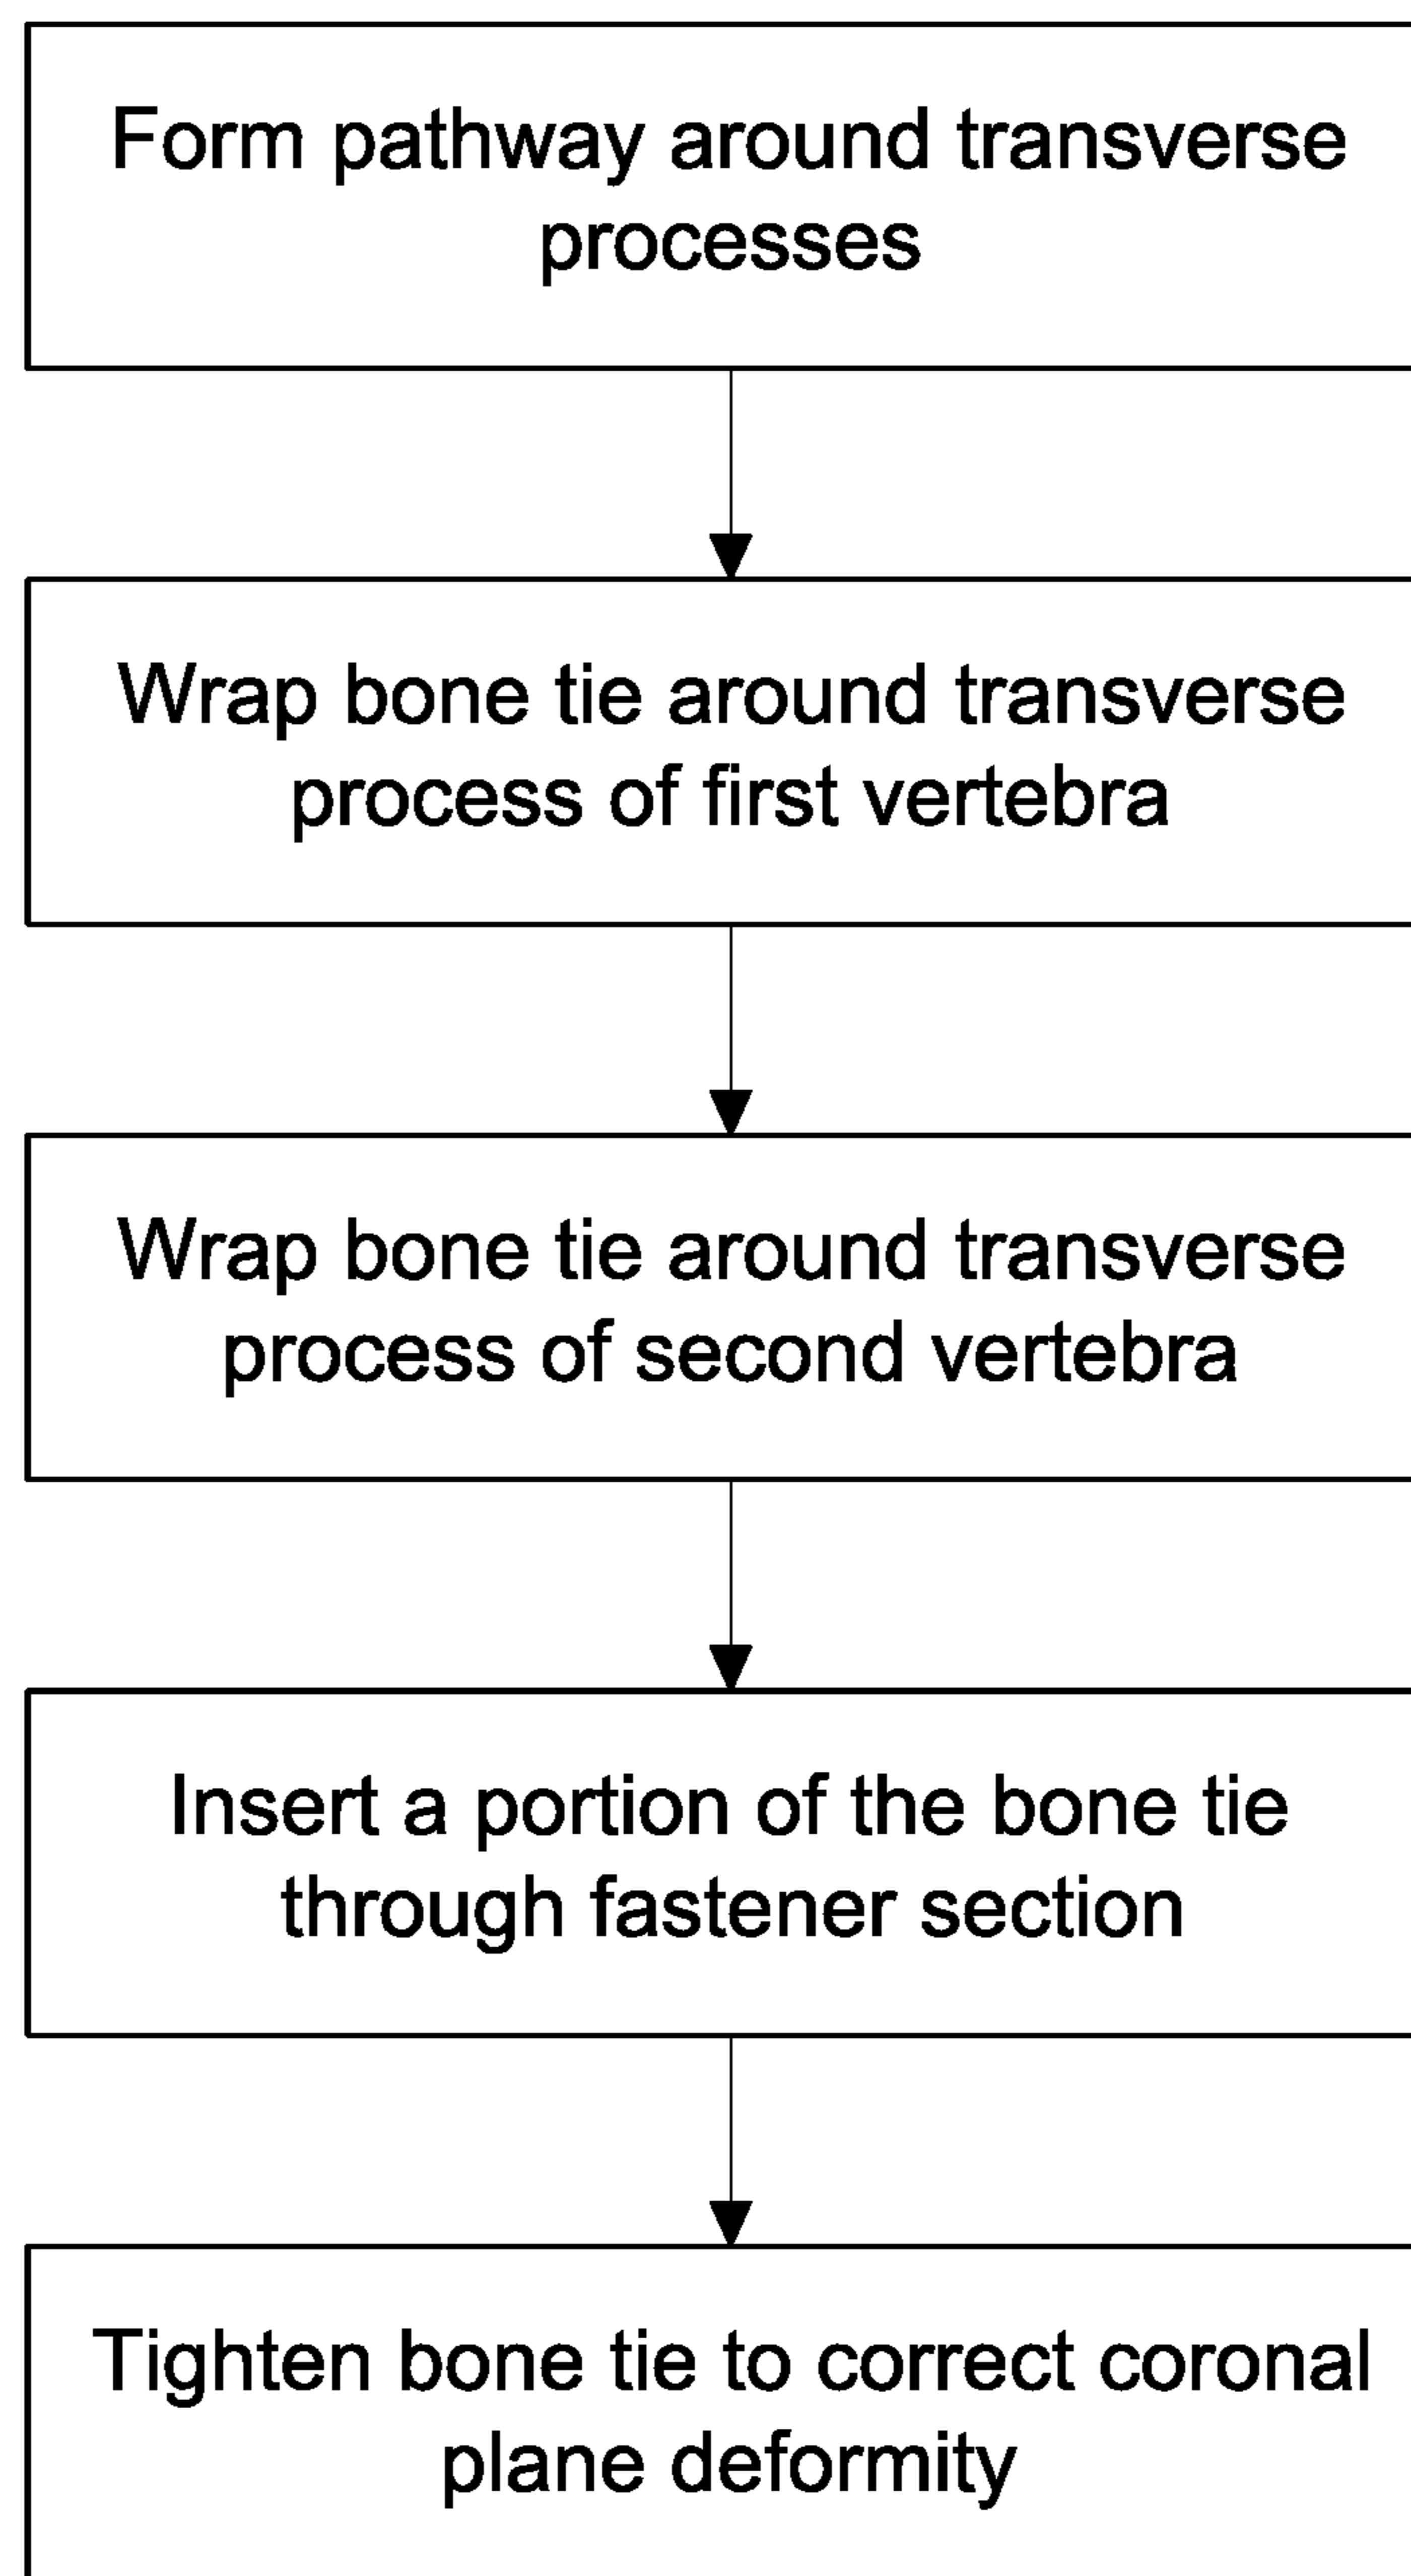 Form pathway around transverse
processes
Wrap bone tie around transverse
process of first vertebra
Wrap bone tie around transverse
process of second vertebra
Insert a portion of the bone tie
through fastener section
Tighten bone tie to correct coronal
plane deformity